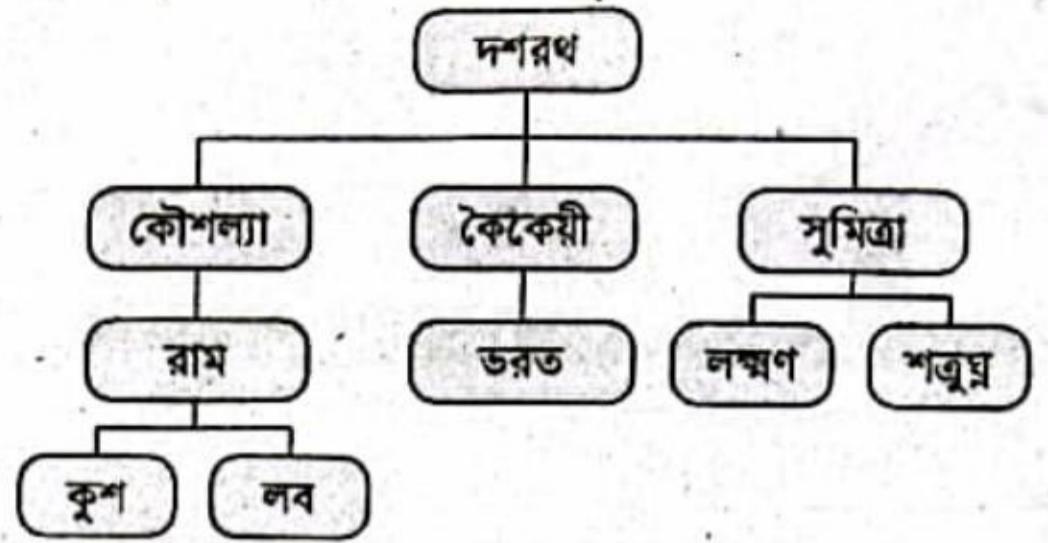 দশরথ
কৌশল্যা কৈকেয়ী সুমিত্রা
রাম ভরত লক্ষ্মণ শত্রুঘ্ন
কুশ লব